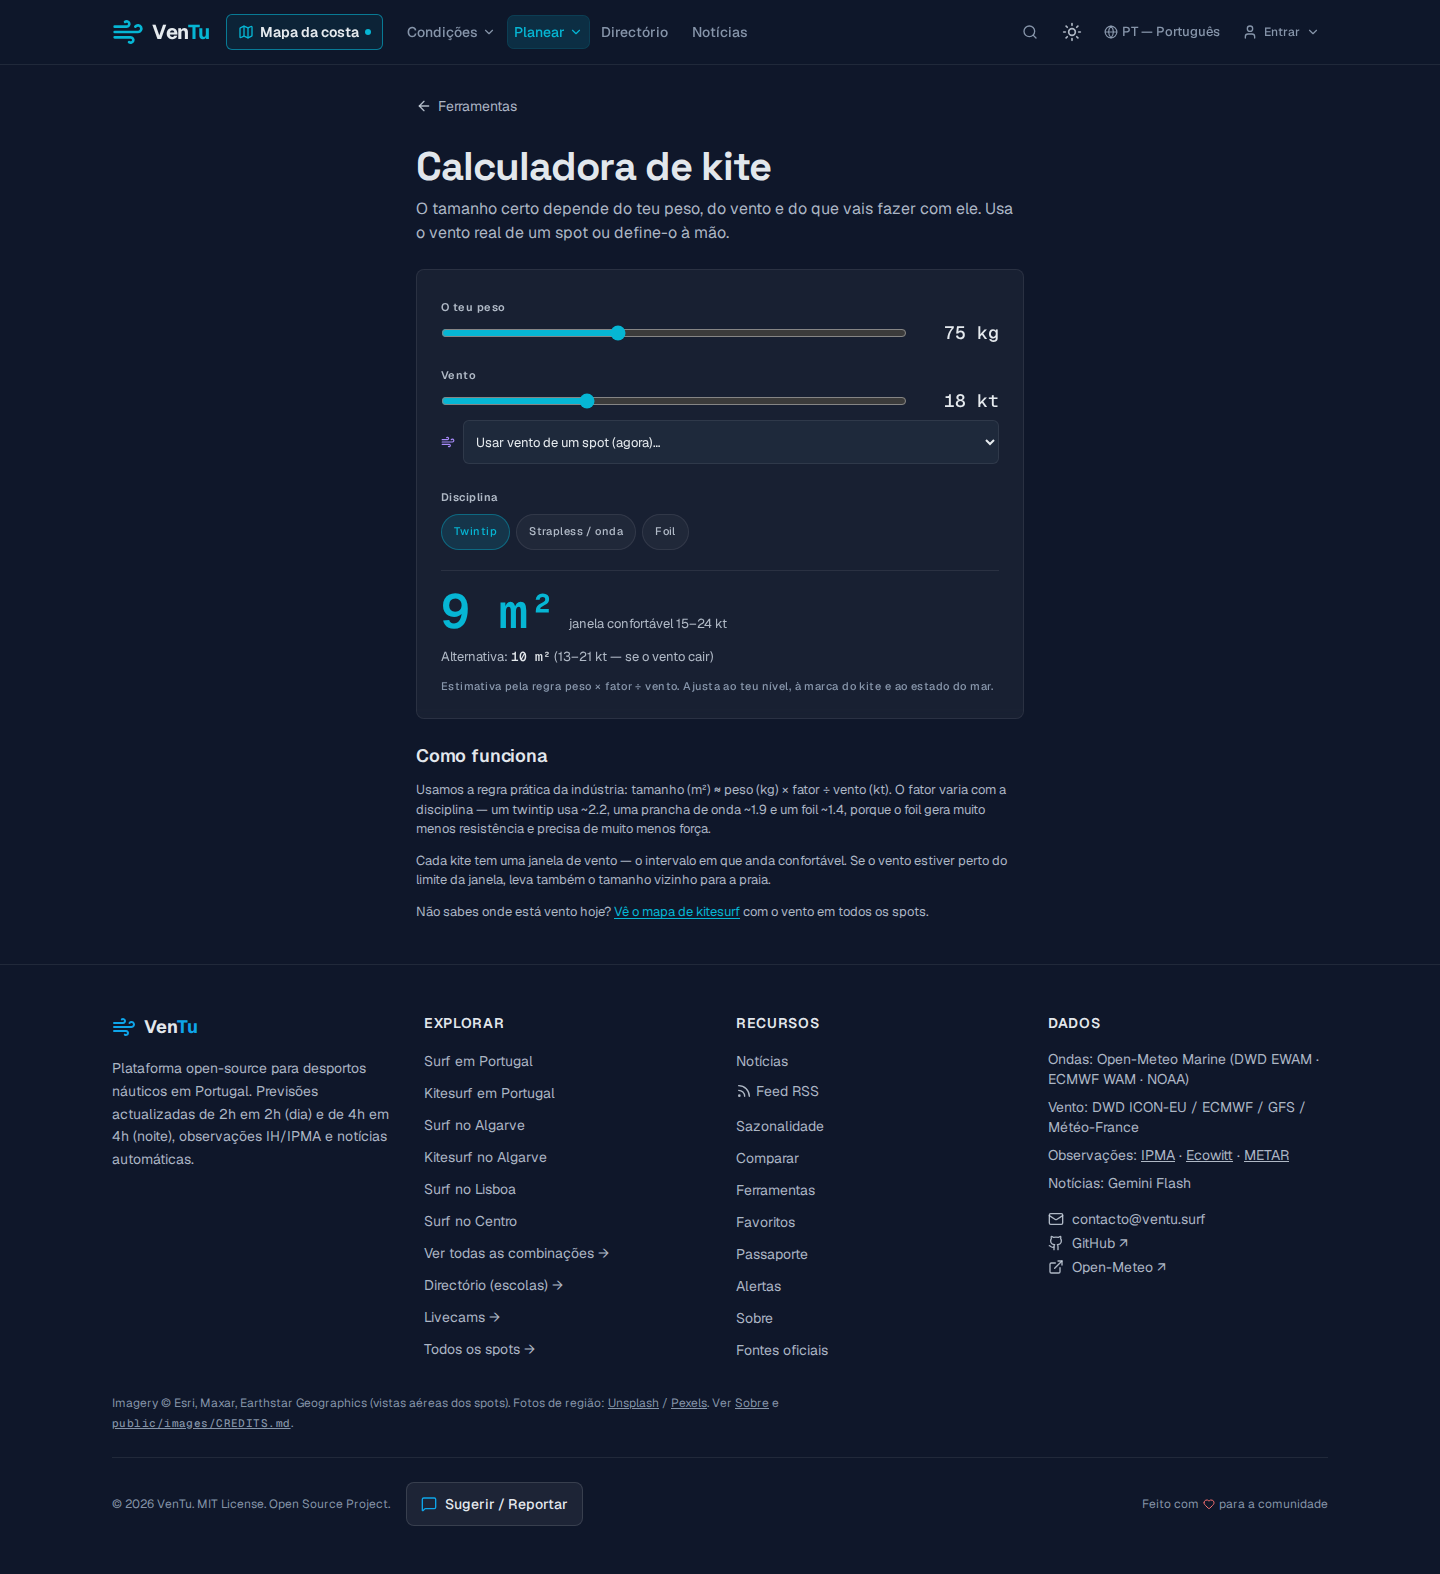 VenTu
Mapa da costa
Condições
Planear
Directório
Notícias
PT — Português
Entrar
Ferramentas
Calculadora de kite
O tamanho certo depende do teu peso, do vento e do que vais fazer com ele. Usa
o vento real de um spot ou define-o à mão.
O teu peso
75 kg
Vento
18 kt
Usar vento de um spot (agora)…
Disciplina
Twintip
Strapless / onda
Foil
9 m² janela confortável 15–24 kt
Alternativa: 10 m² (13–21 kt — se o vento cair)
Estimativa pela regra peso × fator ÷ vento. Ajusta ao teu nível, à marca do kite e ao estado do mar.
Como funciona
Usamos a regra prática da indústria: tamanho (m²) ≈ peso (kg) × fator ÷ vento (kt). O fator varia com a
disciplina — um twintip usa ~2.2, uma prancha de onda ~1.9 e um foil ~1.4, porque o foil gera muito
menos resistência e precisa de muito menos força.
Cada kite tem uma janela de vento — o intervalo em que anda confortável. Se o vento estiver perto do
limite da janela, leva também o tamanho vizinho para a praia.
Não sabes onde está vento hoje? Vê o mapa de kitesurf com o vento em todos os spots.
VenTu
Plataforma open-source para desportos
náuticos em Portugal. Previsões
actualizadas de 2h em 2h (dia) e de 4h em
4h (noite), observações IH/IPMA e notícias
automáticas.
EXPLORAR
Surf em Portugal
Kitesurf em Portugal
Surf no Algarve
Kitesurf no Algarve
Surf no Lisboa
Surf no Centro
Ver todas as combinações →
Directório (escolas) →
Livecams →
Todos os spots →
RECURSOS
Notícias
Feed RSS
Sazonalidade
Comparar
Ferramentas
Favoritos
Passaporte
Alertas
Sobre
Fontes oficiais
DADOS
Ondas: Open-Meteo Marine (DWD EWAM ·
ECMWF WAM · NOAA)
Vento: DWD ICON-EU / ECMWF / GFS /
Météo-France
Observações: IPMA · Ecowitt · METAR
Notícias: Gemini Flash
contacto@ventu.surf
GitHub ↗
Open-Meteo ↗
Imagery © Esri, Maxar, Earthstar Geographics (vistas aéreas dos spots). Fotos de região: Unsplash / Pexels. Ver Sobre e
public/images/CREDITS.md.
© 2026 VenTu. MIT License. Open Source Project.
Sugerir / Reportar
Feito com ♡ para a comunidade